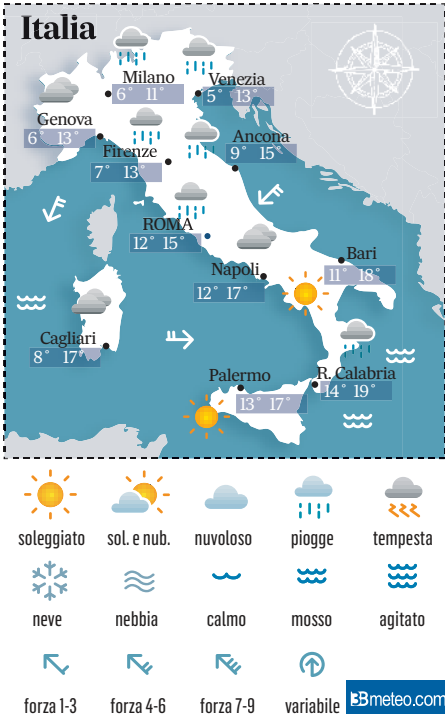 Italia
Milano
6° 11°
Venezia
5° 13°
Genova
6° 13°
Firenze
7° 13°
Ancona
9° 15°
ROMA
12° 15°
Bari
11° 18°
Napoli
12° 17°
Cagliari
8° 17°
Palermo
13° 17°
R. Calabria
14° 19°
soleggiato sol. e nub. nuvoloso piogge tempesta
neve nebbia calmo mosso agitato
forza 1-3 forza 4-6 forza 7-9 variabile
3Bmeteo.com